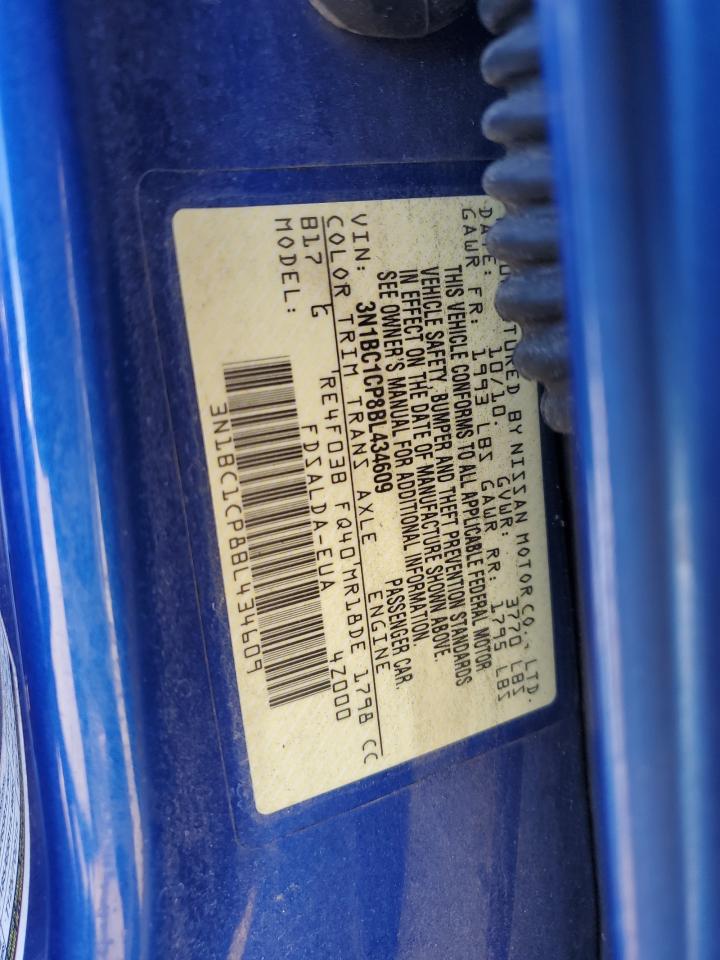 TURED BY NISSAN MOTOR CO., LTD.
DATE: 10/10. GVWR: 3770 LBS
GAWR FR: 1993 LBS GAWR RR: 1795 LBS
THIS VEHICLE CONFORMS TO ALL APPLICABLE FEDERAL MOTOR
VEHICLE SAFETY, BUMPER AND THEFT PREVENTION STANDARDS
IN EFFECT ON THE DATE OF MANUFACTURE SHOWN ABOVE.
SEE OWNER'S MANUAL FOR ADDITIONAL INFORMATION.
VIN: 3N1BC1CP8BL434609 PASSENGER CAR.
COLOR TRIM TRANS AXLE ENGINE
B17 G RE4F03B FQ40 MR18DE 1798 CC
MODEL: FDSALDA-EUA 4Z000
3N1BC1CP8BL434609